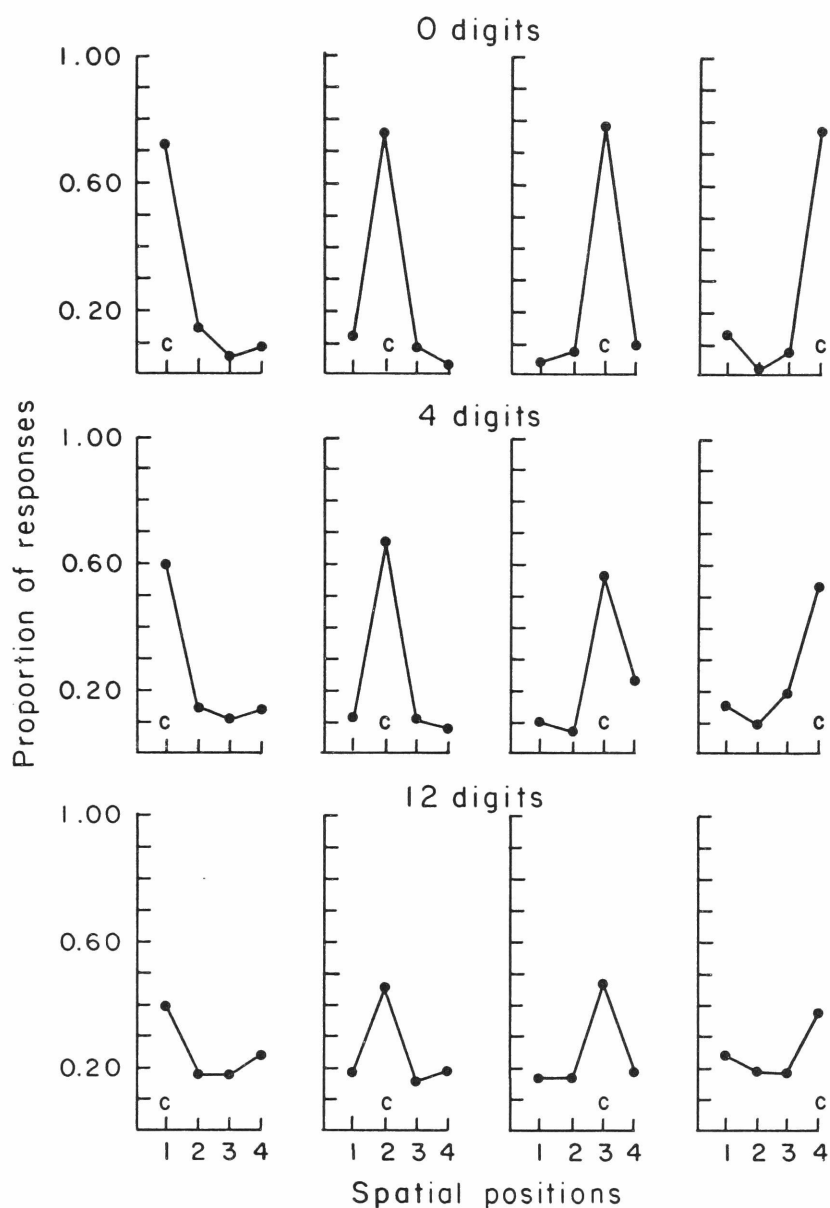 0 digits
1.00
0.60
0.20
C C C C
4 digits
1.00
0.60
0.20
C C C C
12 digits
1.00
0.60
0.20
C C C C
1 2 3 4 1 2 3 4 1 2 3 4 1 2 3 4
Proportion of responses
Spatial positions